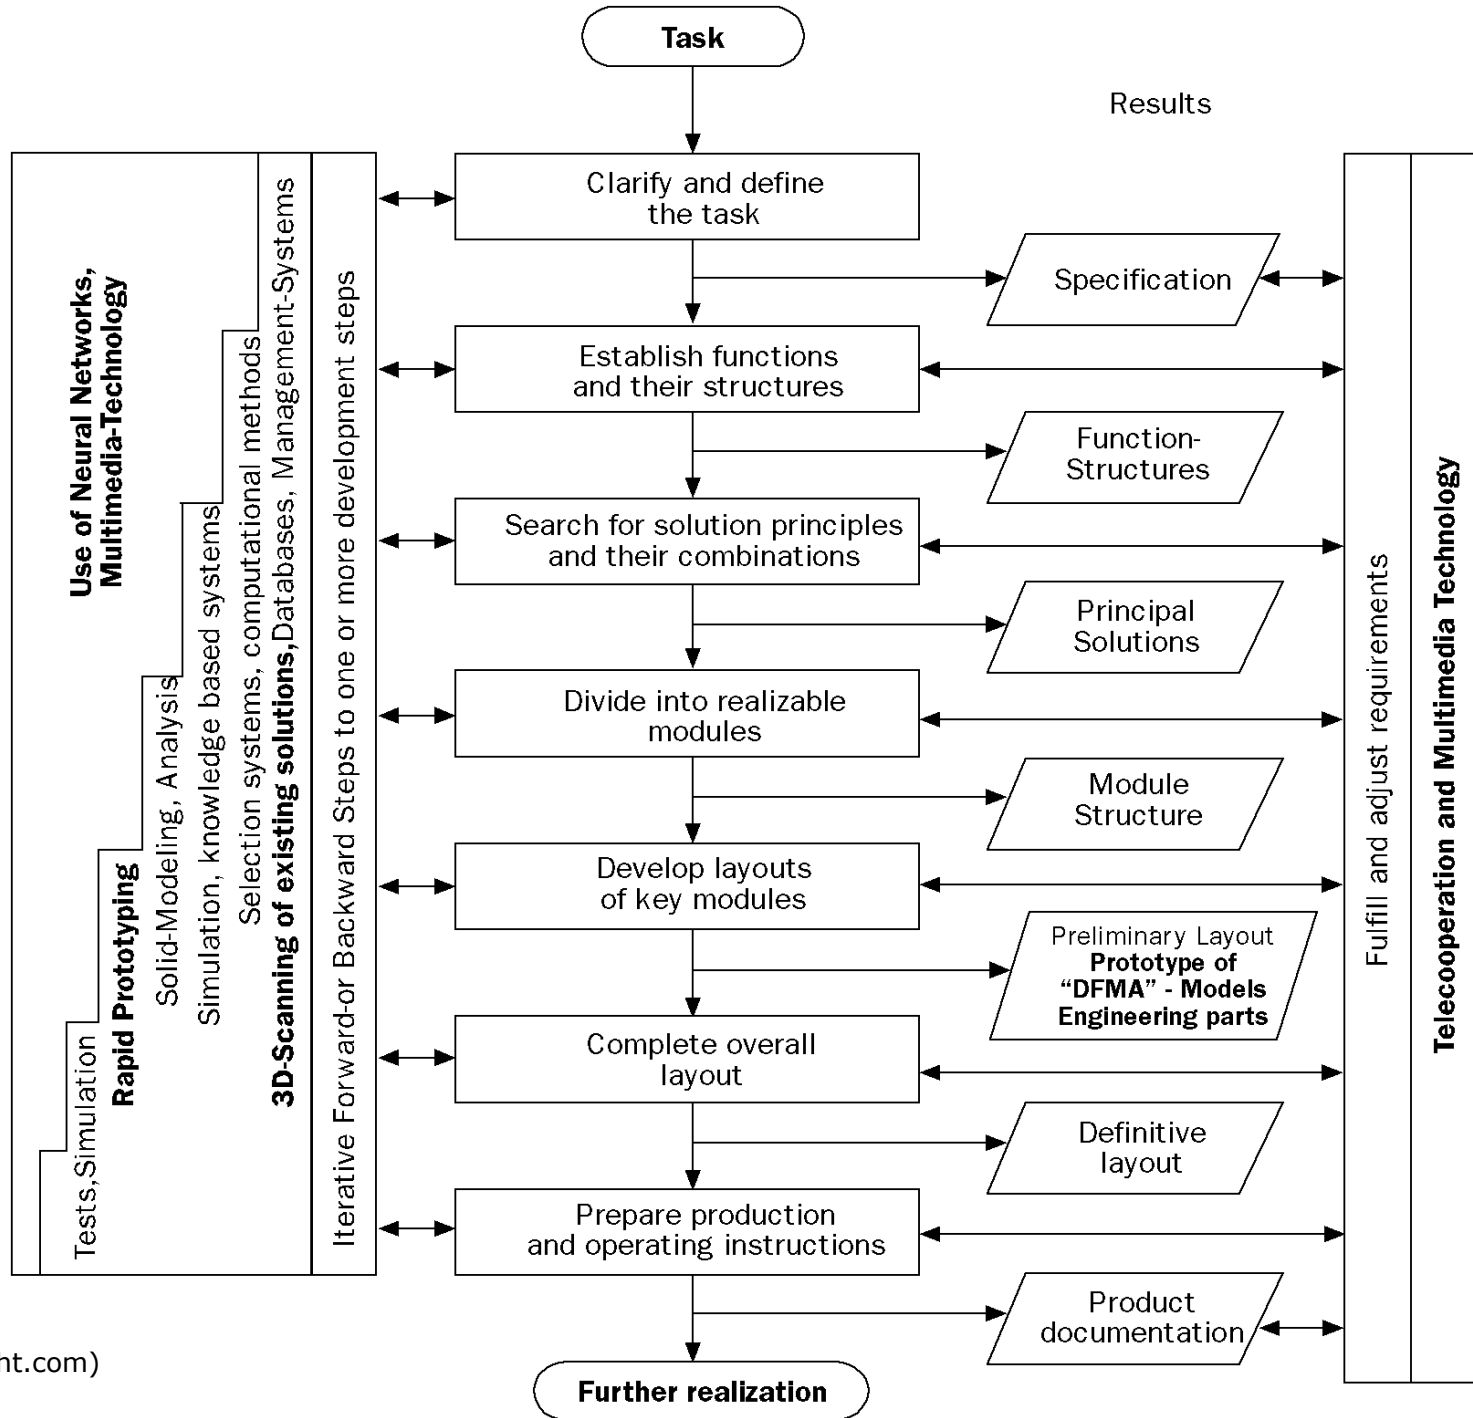 Task
Results
Clarify and define
the task
Specification
Establish functions
and their structures
Function-
Structures
Search for solution principles
and their combinations
Principal
Solutions
Divide into realizable
modules
Module
Structure
Develop layouts
of key modules
Preliminary Layout
Prototype of
“DFMA” - Models
Engineering parts
Complete overall
layout
Definitive
layout
Prepare production
and operating instructions
Product
documentation
Further realization
Use of Neural Networks,
Multimedia-Technology
Tests,Simulation
Rapid Prototyping
Solid-Modeling, Analysis
Simulation, knowledge based systems
Selection systems, computational methods
3D-Scanning of existing solutions,Databases, Management-Systems
Iterative Forward-or Backward Steps to one or more development steps
Fulfill and adjust requirements
Telecooperation and Multimedia Technology
ht.com)